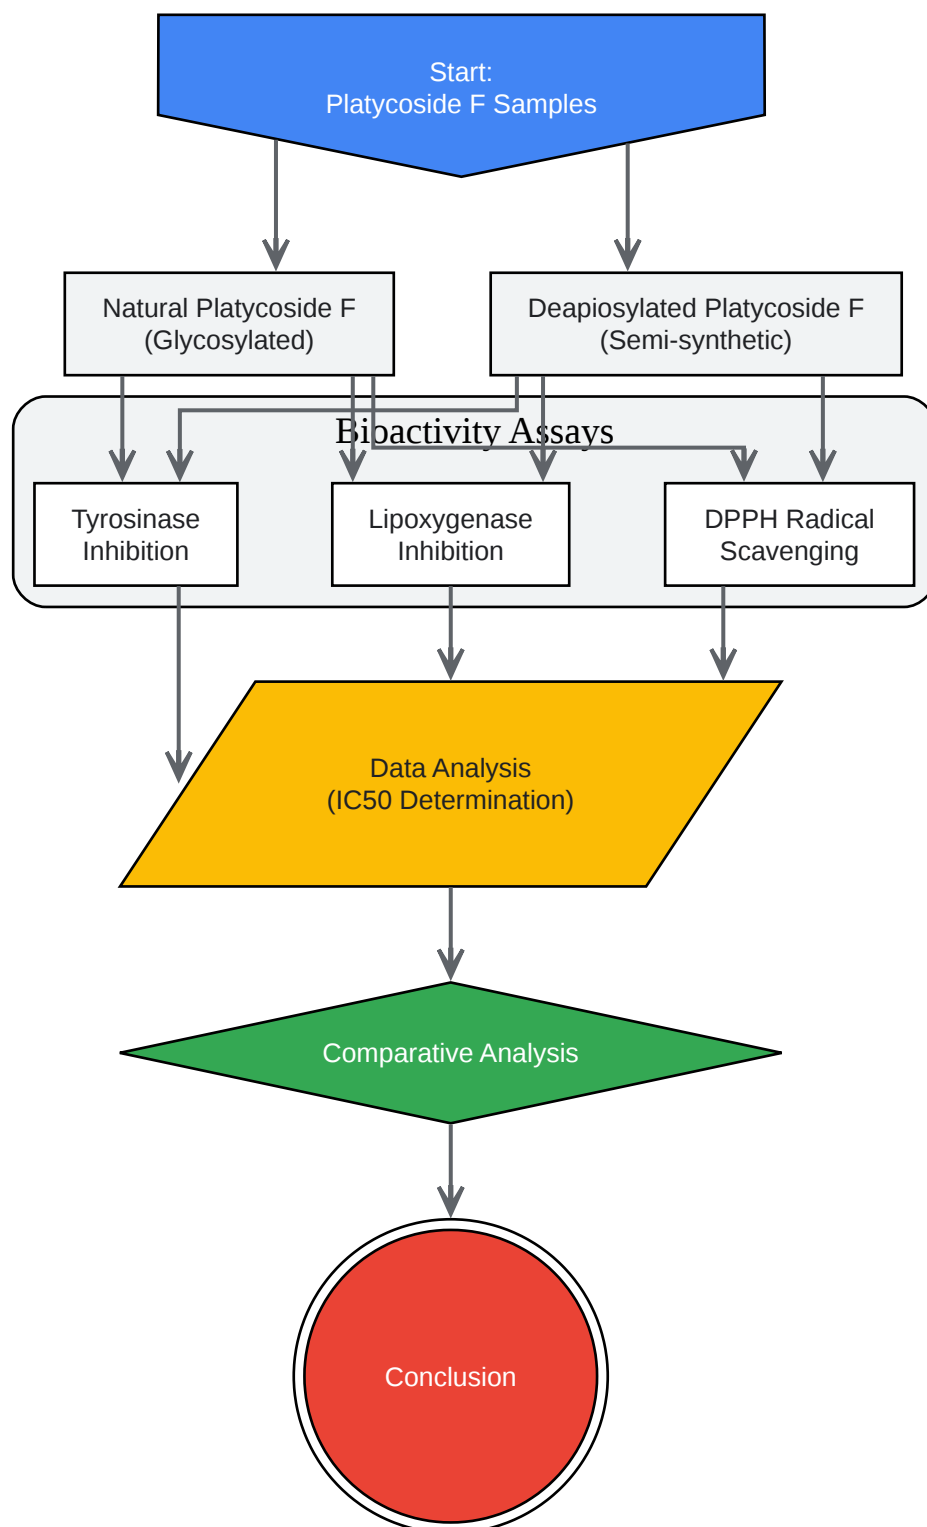 Start:
Platycoside F Samples
Natural Platycoside F
(Glycosylated)
Deapiosylated Platycoside F
(Semi-synthetic)
Bioactivity Assays
Tyrosinase
Inhibition
Lipoxygenase
Inhibition
DPPH Radical
Scavenging
Data Analysis
(IC50 Determination)
Comparative Analysis
Conclusion